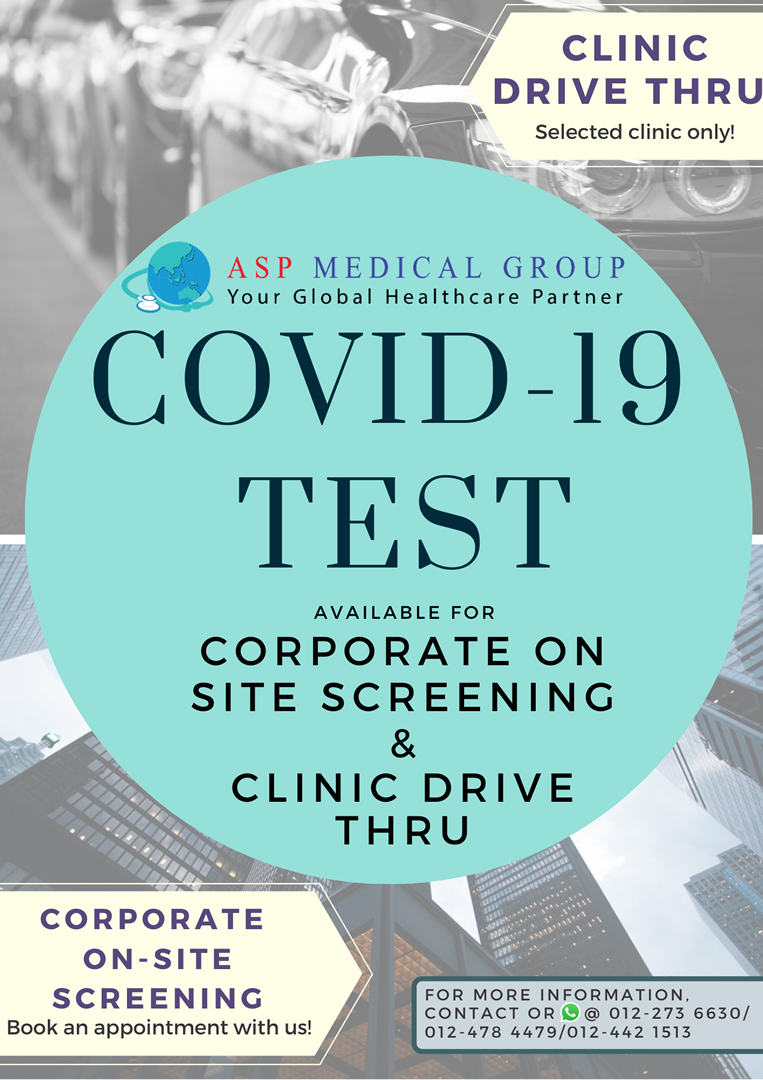 CLINIC
DRIVE THRU
Selected clinic only!
ASP MEDICAL GROUP
Your Global Healthcare Partner
COVID-19
TEST
AVAILABLE FOR
CORPORATE ON
SITE SCREENING
&
CLINIC DRIVE
THRU
CORPORATE
ON-SITE
SCREENING
Book an appointment with us!
FOR MORE INFORMATION,
CONTACT OR @ 012-273 6630/
012-478 4479/012-442 1513